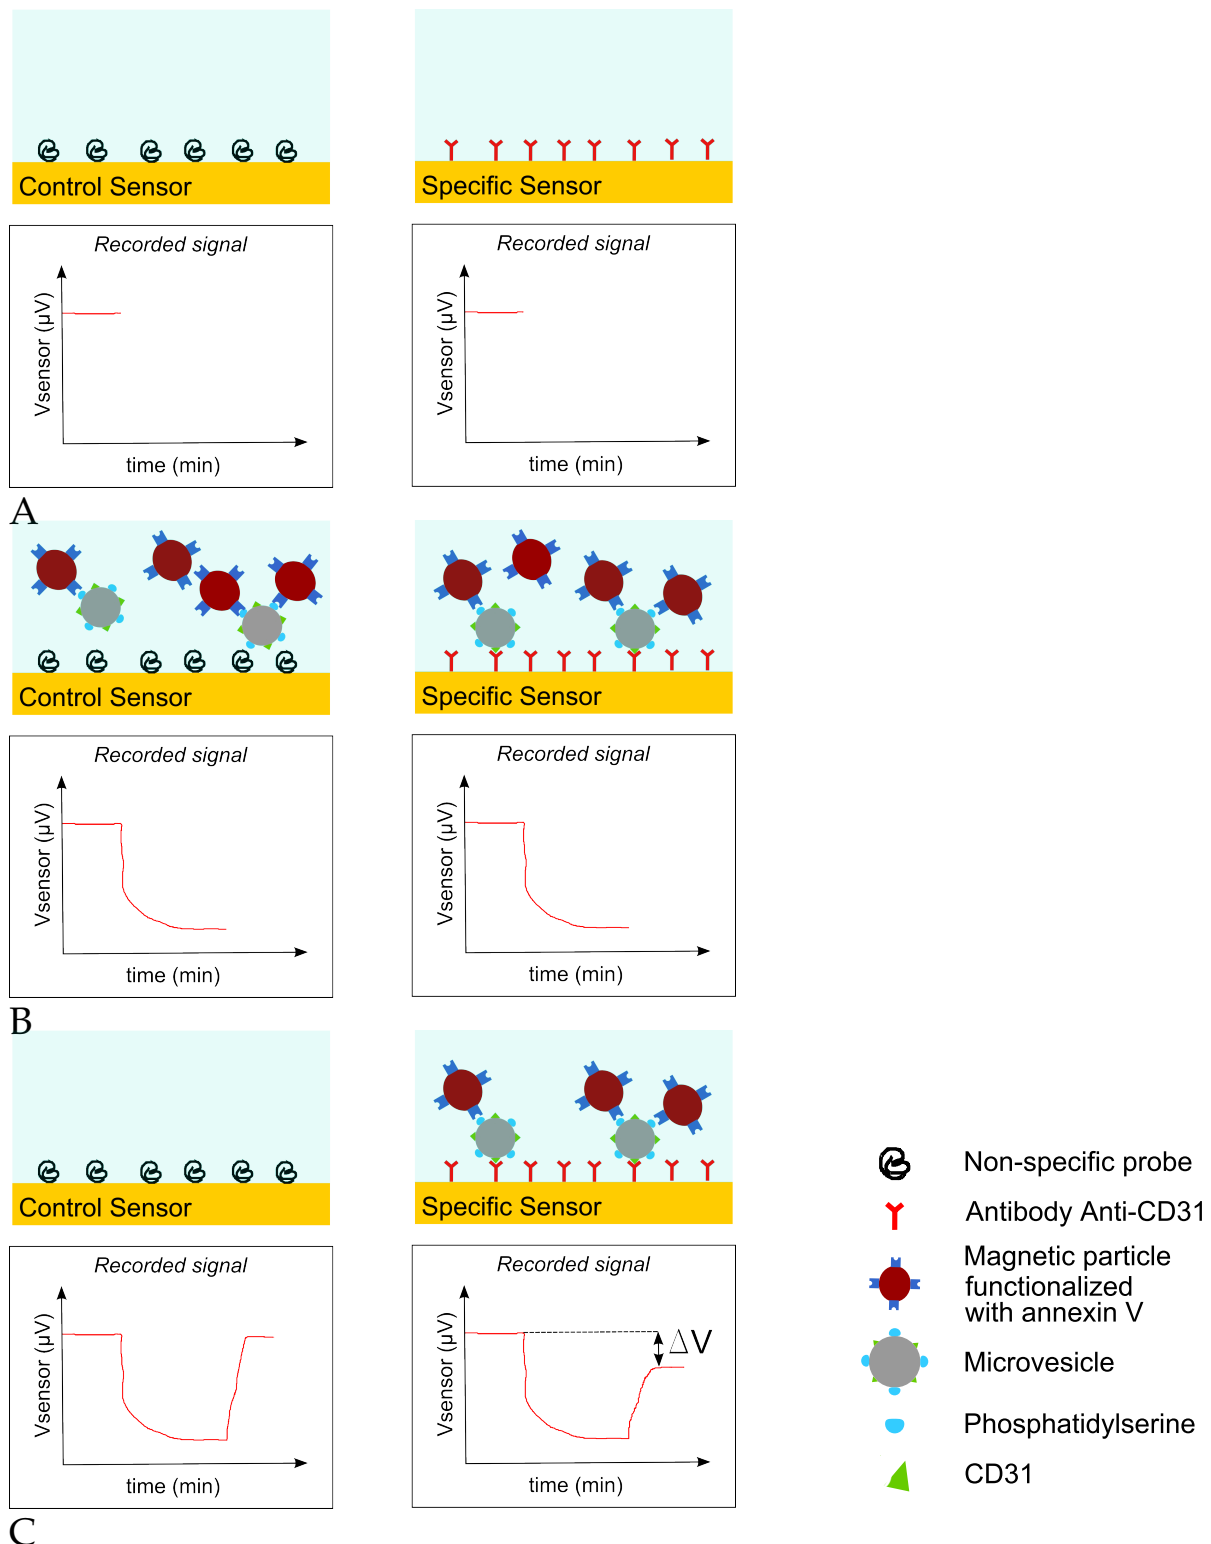 Control Sensor
Specific Sensor
Recorded signal
Vsensor (µV)
time (min)
Recorded signal
Vsensor (µV)
time (min)
A
Control Sensor
Specific Sensor
Recorded signal
Vsensor (µV)
time (min)
Recorded signal
Vsensor (µV)
time (min)
B
Control Sensor
Specific Sensor
Recorded signal
Vsensor (µV)
time (min)
Recorded signal
Vsensor (µV)
ΔV
time (min)
C
Non-specific probe
Antibody Anti-CD31
Magnetic particle
functionalized
with annexin V
Microvesicle
Phosphatidylserine
CD31